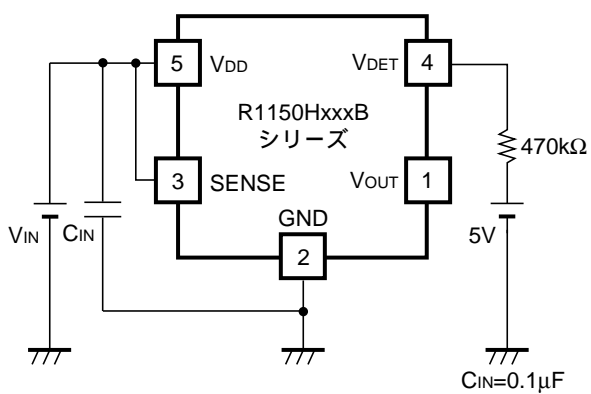 5 VDD VDET 4
R1150HxxxB
シリーズ
470kΩ
3 SENSE VOUT 1
GND
VIN CIN 2 5V
CIN=0.1μF